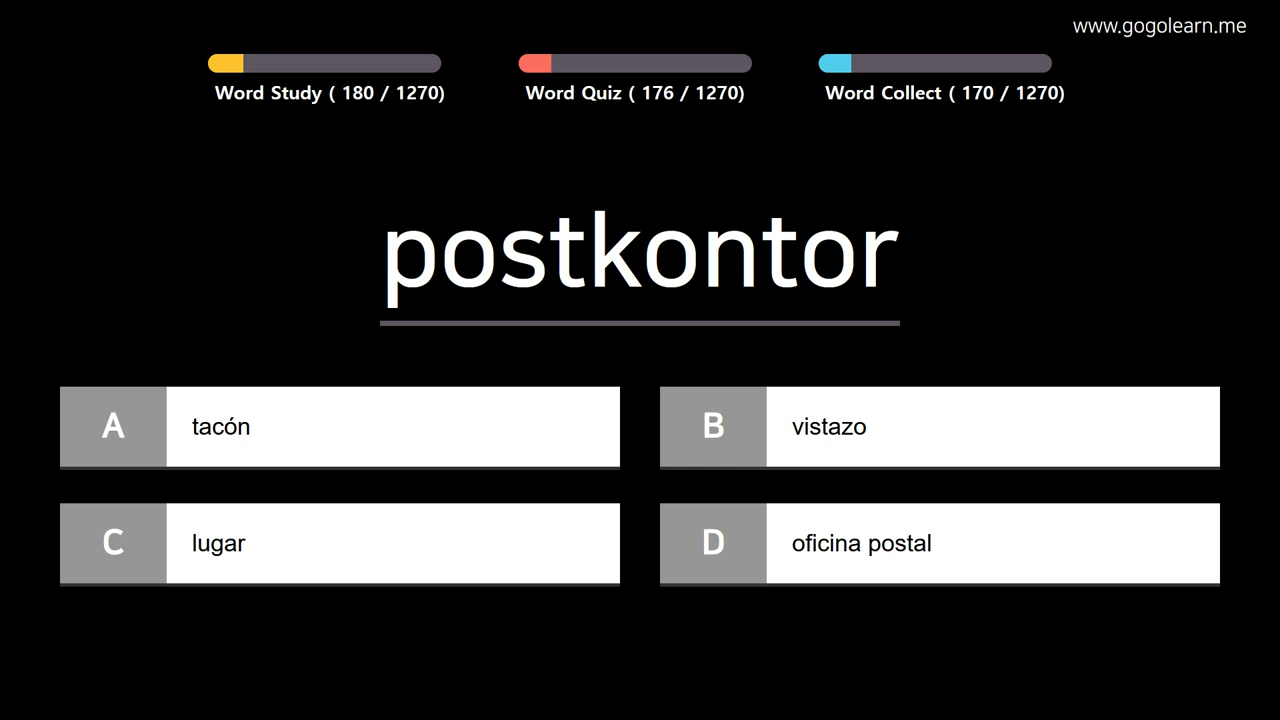 www.gogolearn.me
Word Study ( 180 / 1270)
Word Quiz ( 176 / 1270)
Word Collect ( 170 / 1270)
postkontor
A tacón
B vistazo
C lugar
D oficina postal